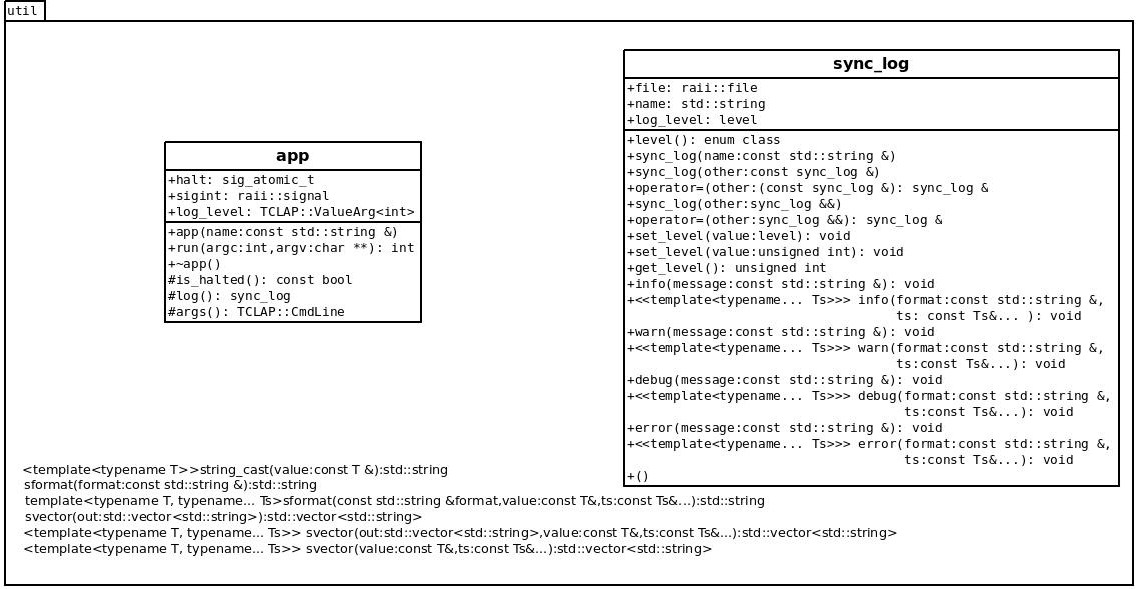 util
sync_log
+file: raii::file
+name: std::string
+log_level: level
+level(): enum class
+sync_log(name:const std::string &)
+sync_log(other:const sync_log &)
+operator=(other:(const sync_log &): sync_log &
+sync_log(other:sync_log &&)
+operator=(other:sync_log &&): sync_log &
+set_level(value:level): void
+set_level(value:unsigned int): void
+get_level(): unsigned int
+info(message:const std::string &): void
+<<template<typename... Ts>>> info(format:const std::string &,
ts: const Ts&... ): void
+warn(message:const std::string &): void
+<<template<typename... Ts>>> warn(format:const std::string &,
ts:const Ts&...): void
+debug(message:const std::string &): void
+<<template<typename... Ts>>> debug(format:const std::string &,
ts:const Ts&...): void
+error(message:const std::string &): void
+<<template<typename... Ts>>> error(format:const std::string &,
ts:const Ts&...): void
+()
app
+halt: sig_atomic_t
+sigint: raii::signal
+log_level: TCLAP::ValueArg<int>
+app(name:const std::string &)
+run(argc:int,argv:char **): int
+~app()
#is_halted(): const bool
#log(): sync_log
#args(): TCLAP::CmdLine
<template<typename T>>string_cast(value:const T &):std::string
sformat(format:const std::string &):std::string
template<typename T, typename... Ts>sformat(const std::string &format,value:const T&,ts:const Ts&...):std::string
svector(out:std::vector<std::string>):std::vector<std::string>
<template<typename T, typename... Ts>> svector(out:std::vector<std::string>,value:const T&,ts:const Ts&...):std::vector<std::string>
<template<typename T, typename... Ts>> svector(value:const T&,ts:const Ts&...):std::vector<std::string>